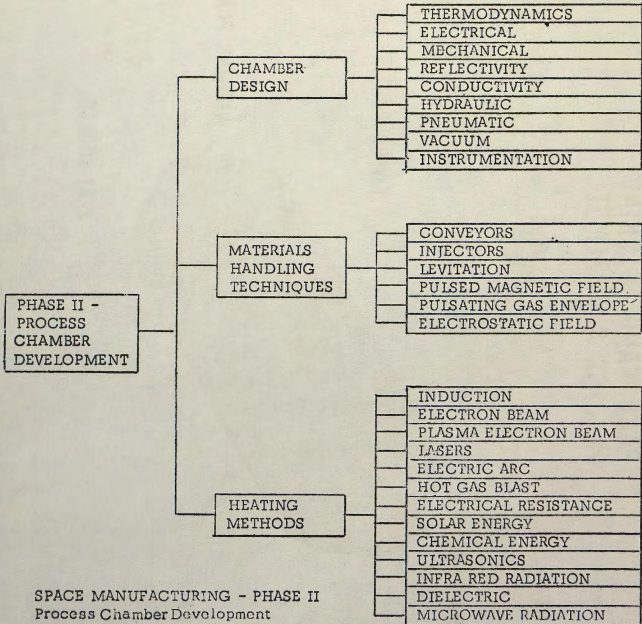 PHASE II -
PROCESS
CHAMBER
DEVELOPMENT
CHAMBER
DESIGN
THERMODYNAMICS
ELECTRICAL
MECHANICAL
REFLECTIVITY
CONDUCTIVITY
HYDRAULIC
PNEUMATIC
VACUUM
INSTRUMENTATION
MATERIALS
HANDLING
TECHNIQUES
CONVEYORS
INJECTORS
LEVITATION
PULSED MAGNETIC FIELD
PULSATING GAS ENVELOPE
ELECTROSTATIC FIELD
HEATING
METHODS
INDUCTION
ELECTRON BEAM
PLASMA ELECTRON BEAM
LASERS
ELECTRIC ARC
HOT GAS BLAST
ELECTRICAL RESISTANCE
SOLAR ENERGY
CHEMICAL ENERGY
ULTRASONICS
INFRA RED RADIATION
DIELECTRIC
MICROWAVE RADIATION
SPACE MANUFACTURING - PHASE II
Process Chamber Development